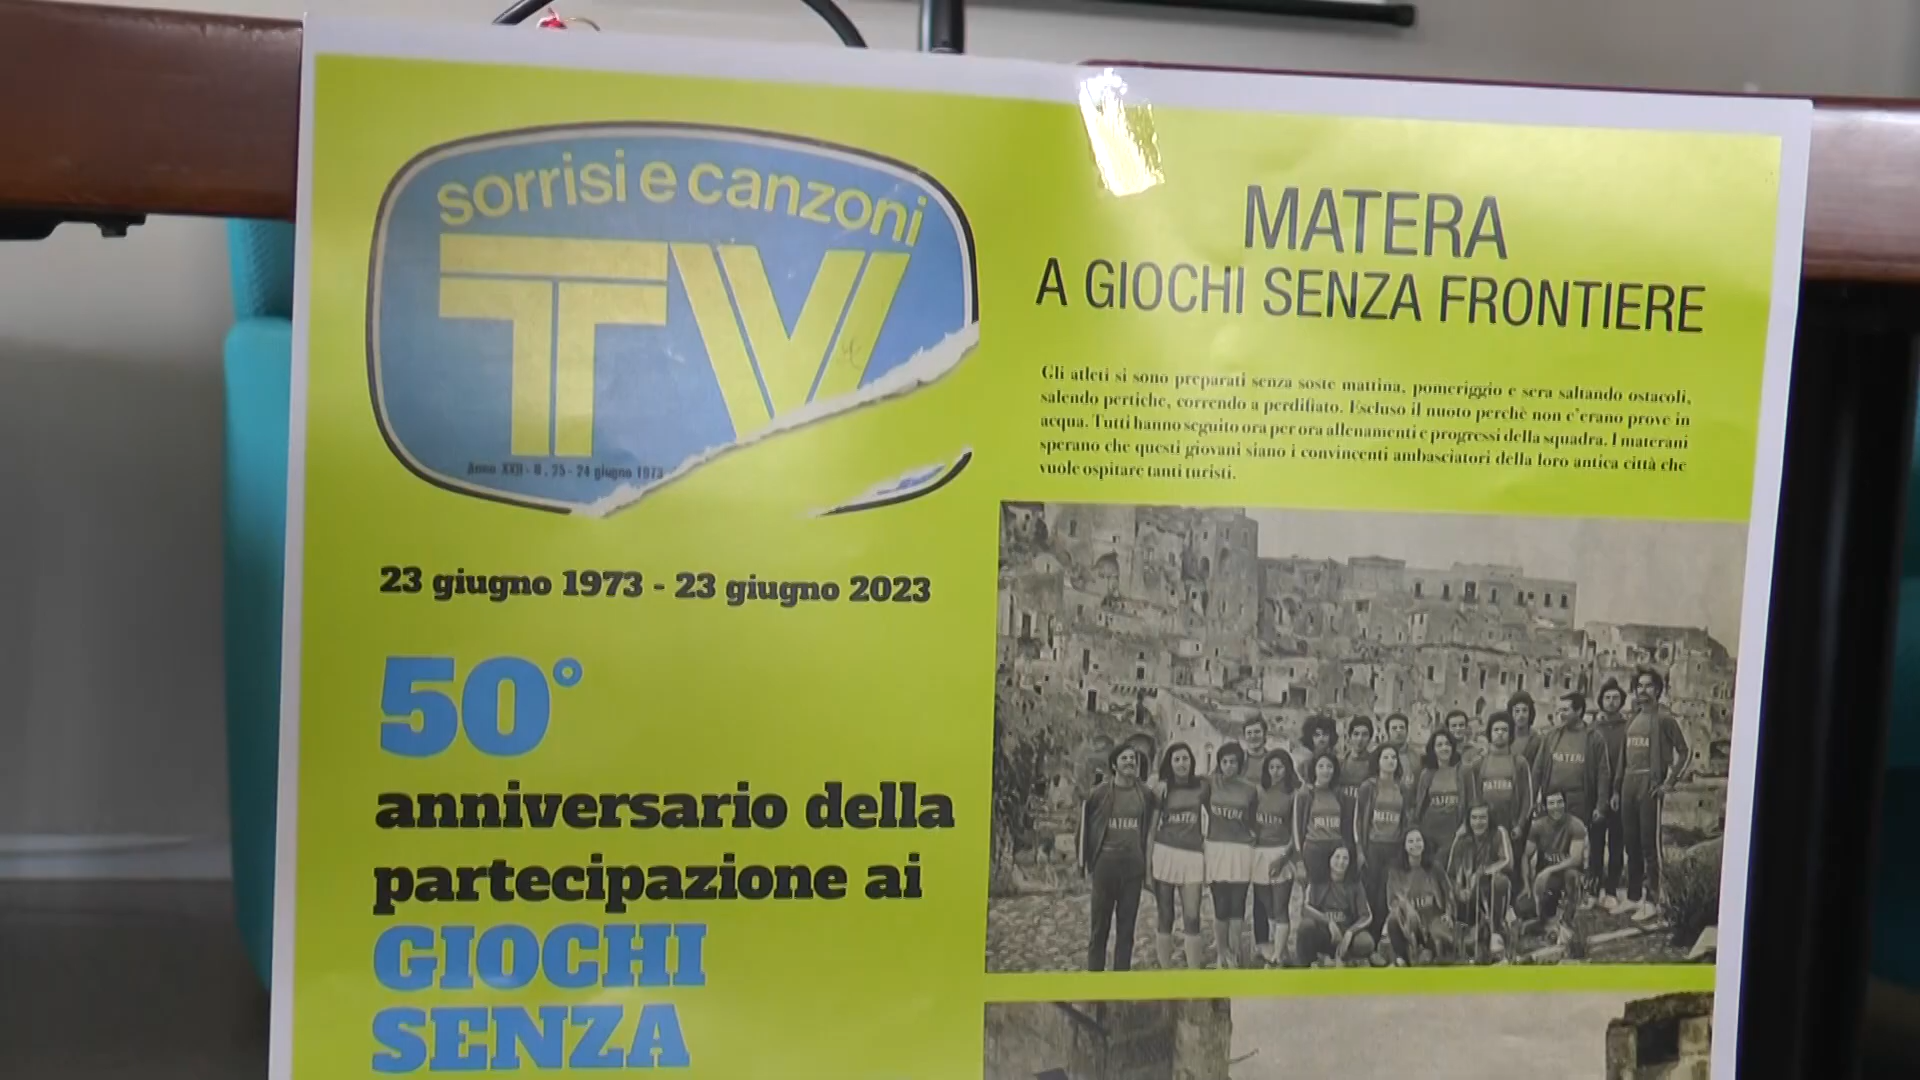 sorrisi e canzoni
TV
Anno XXII - N. 25 - 24 giugno 1973
23 giugno 1973 - 23 giugno 2023
50°
anniversario della
partecipazione ai
GIOCHI
SENZA
MATERA
A GIOCHI SENZA FRONTIERE
Gli atleti si sono preparati senza soste mattina, pomeriggio e sera saltando ostacoli,
salendo pertiche, correndo a perdifiato. Escluso il nuoto perchè non c'erano prove in
acqua. Tutti hanno seguito ora per ora allenamenti e progressi della squadra. I materani
sperano che questi giovani siano i convincenti ambasciatori della loro antica città che
vuole ospitare tanti turisti.
MATERA